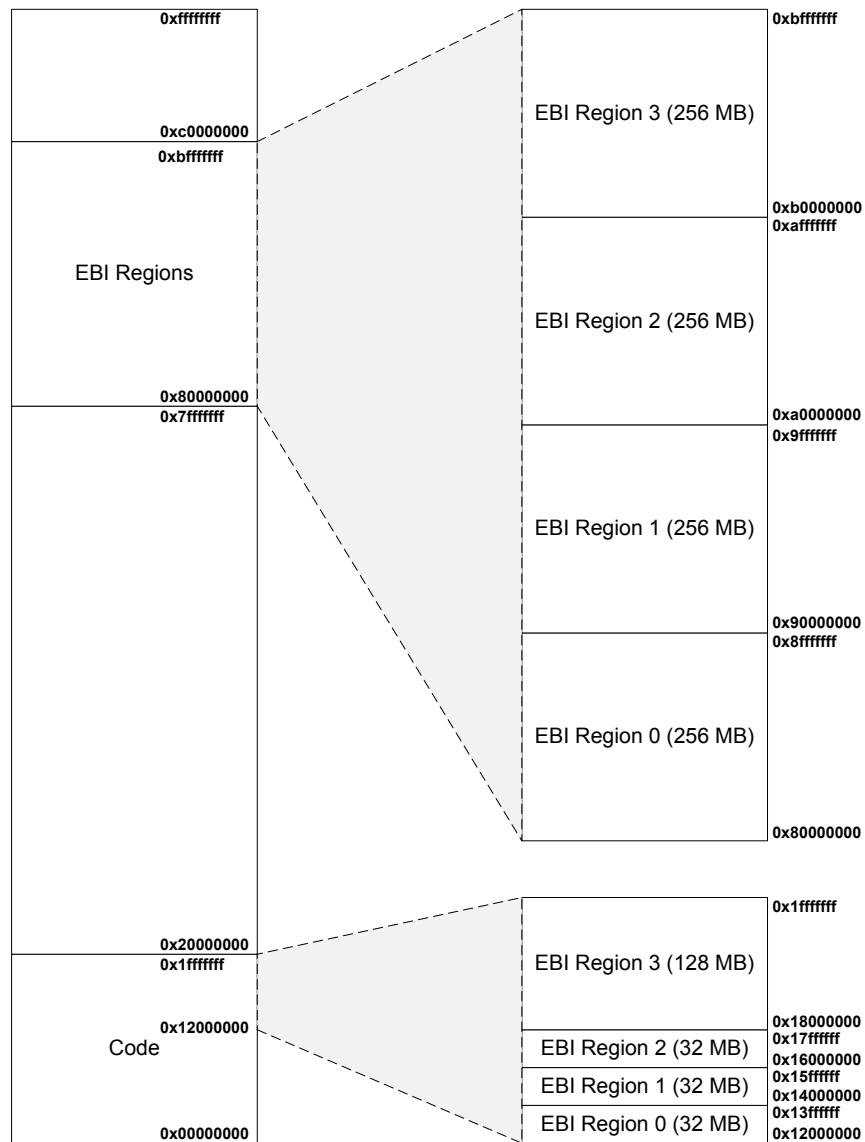 0xffffffff
0xc0000000
0xbfffffff
EBI Regions
0x80000000
0x7fffffff
0x20000000
0x1fffffff
0x12000000
Code
0x00000000
0xbfffffff
EBI Region 3 (256 MB)
0xb0000000
0xafffffff
EBI Region 2 (256 MB)
0xa0000000
0x9fffffff
EBI Region 1 (256 MB)
0x90000000
0x8fffffff
EBI Region 0 (256 MB)
0x80000000
0x1fffffff
EBI Region 3 (128 MB)
0x18000000
0x17ffffff
EBI Region 2 (32 MB)
0x16000000
0x15ffffff
EBI Region 1 (32 MB)
0x14000000
0x13ffffff
EBI Region 0 (32 MB)
0x12000000